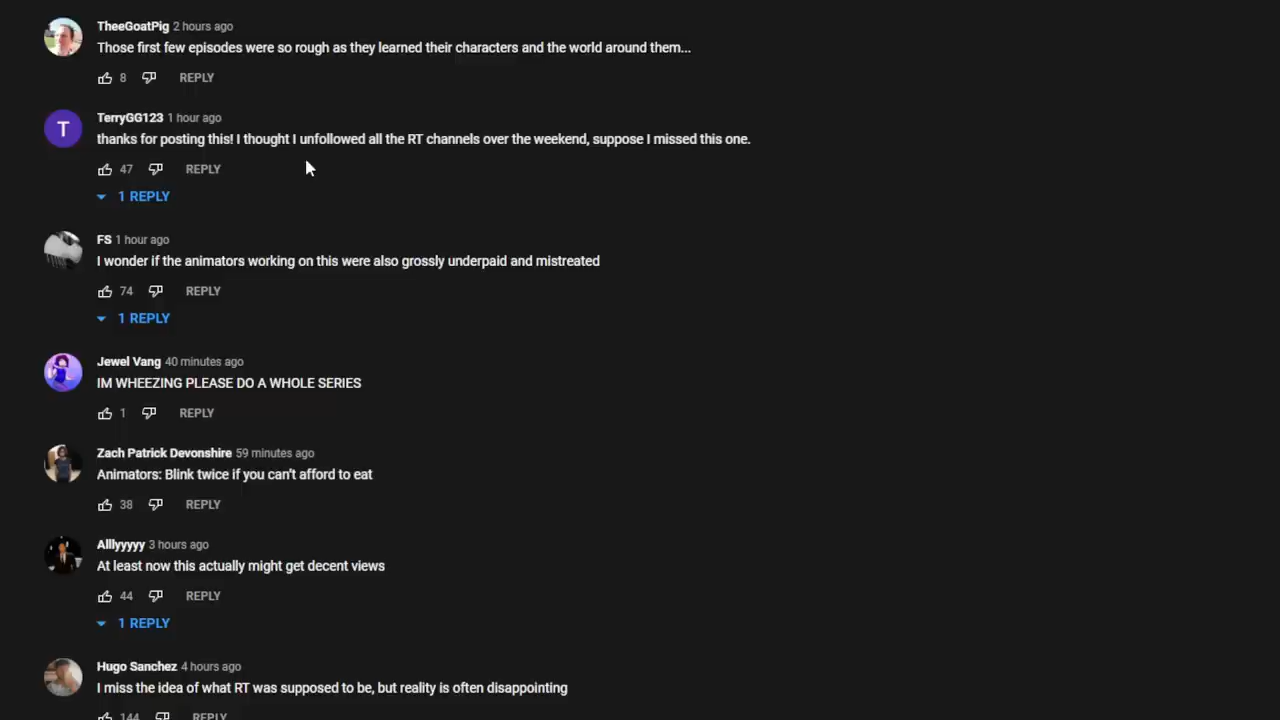 TheeGoatPig 2 hours ago
Those first few episodes were so rough as they learned their characters and the world around them...
8 REPLY
TerryGG123 1 hour ago
T
thanks for posting this! I thought I unfollowed all the RT channels over the weekend, suppose I missed this one.
47 REPLY
1 REPLY
FS 1 hour ago
I wonder if the animators working on this were also grossly underpaid and mistreated
74 REPLY
1 REPLY
Jewel Vang 40 minutes ago
IM WHEEZING PLEASE DO A WHOLE SERIES
1 REPLY
Zach Patrick Devonshire 59 minutes ago
Animators: Blink twice if you can't afford to eat
38 REPLY
Alllyyyyy 3 hours ago
At least now this actually might get decent views
44 REPLY
1 REPLY
Hugo Sanchez 4 hours ago
I miss the idea of what RT was supposed to be, but reality is often disappointing
144 REPLY